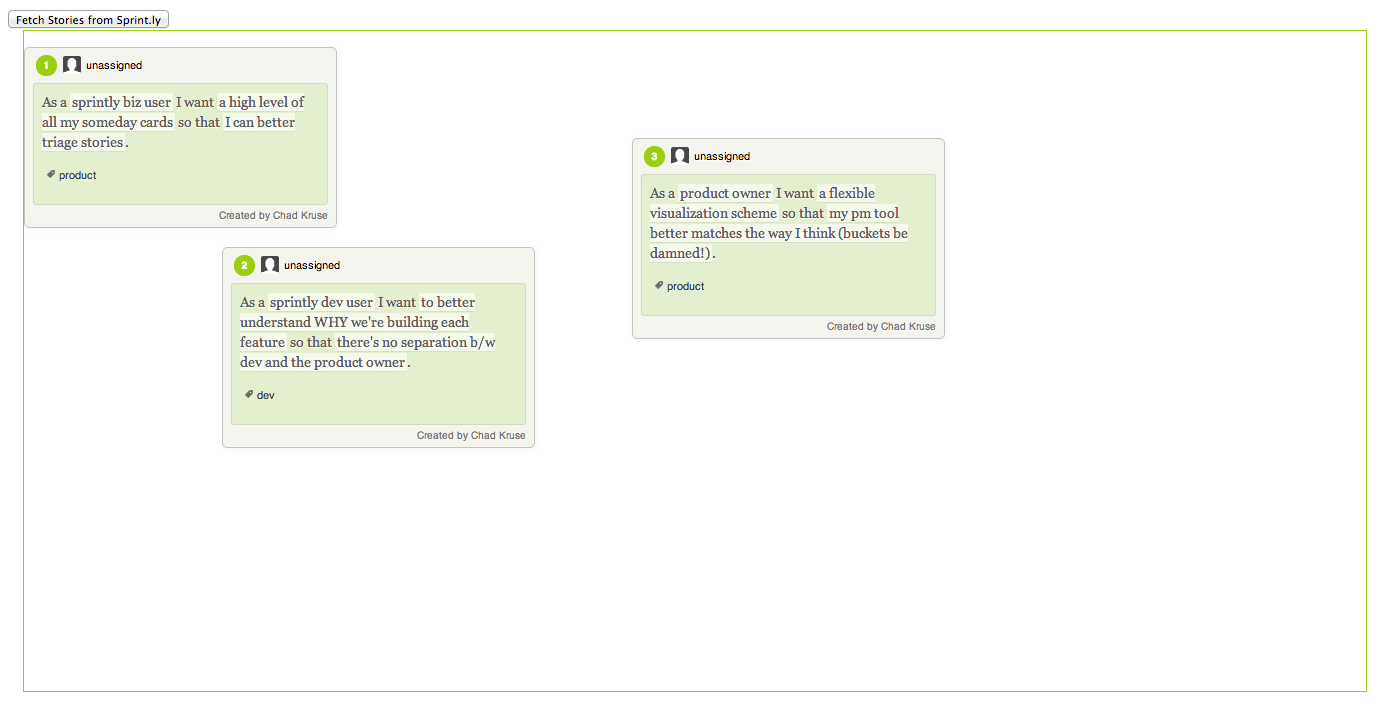 Fetch Stories from Sprint.ly
1 unassigned
As a sprintly biz user I want a high level of
all my someday cards so that I can better
triage stories.
product
Created by Chad Kruse
2 unassigned
As a sprintly dev user I want to better
understand WHY we're building each
feature so that there's no separation b/w
dev and the product owner.
dev
Created by Chad Kruse
3 unassigned
As a product owner I want a flexible
visualization scheme so that my pm tool
better matches the way I think (buckets be
damned!).
product
Created by Chad Kruse